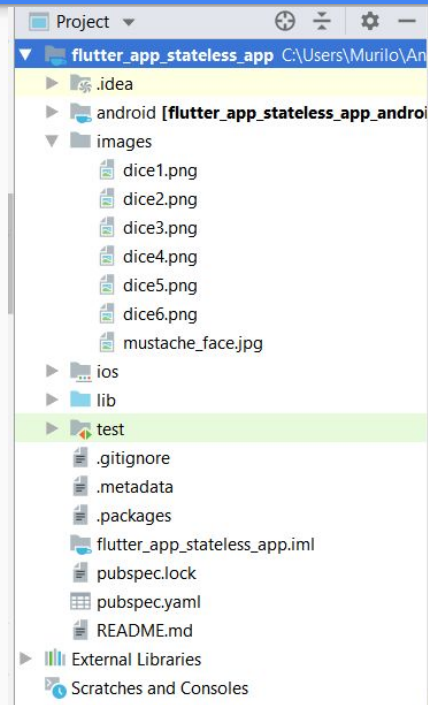 Project
flutter_app_stateless_app C:\Users\Murilo\An
.idea
android [flutter_app_stateless_app_androi
images
dice1.png
dice2.png
dice3.png
dice4.png
dice5.png
dice6.png
mustache_face.jpg
ios
lib
test
.gitignore
.metadata
.packages
flutter_app_stateless_app.iml
pubspec.lock
pubspec.yaml
README.md
External Libraries
Scratches and Consoles